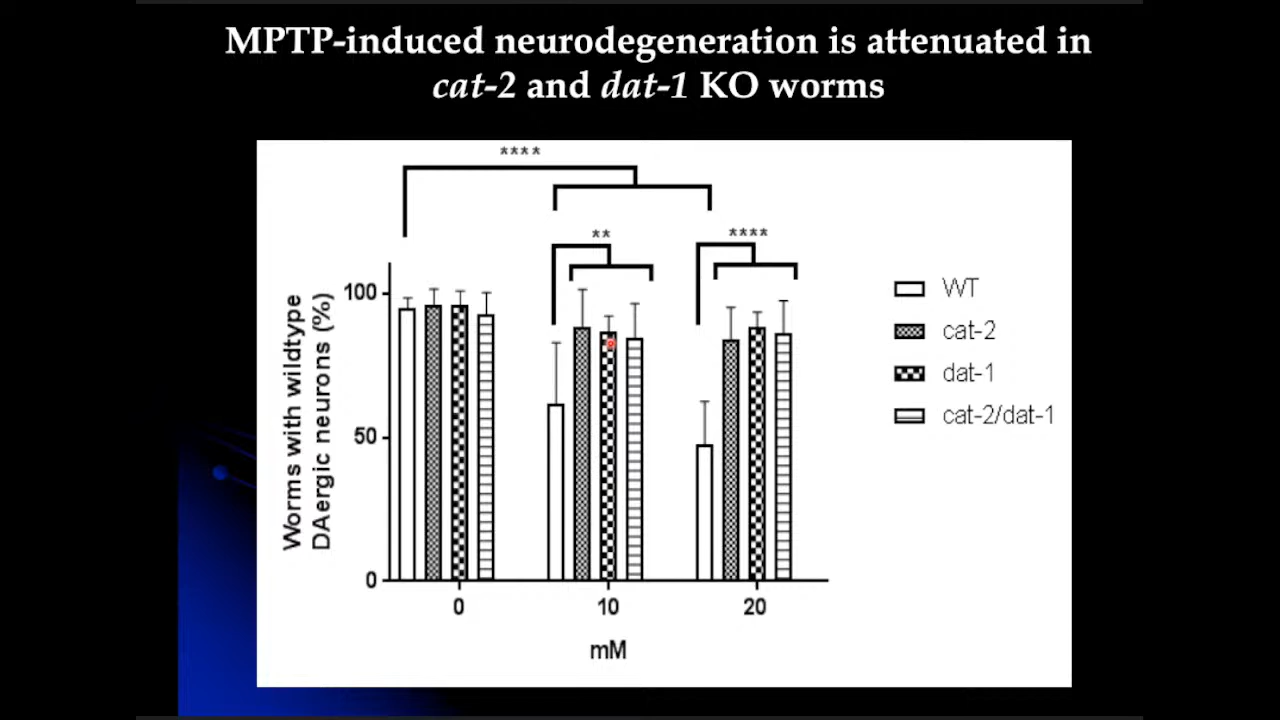 MPTP-induced neurodegeneration is attenuated in
cat-2 and dat-1 KO worms
****
**
****
Worms with wildtype
DAergic neurons (%)
100
50
0
0
10
20
mM
WT
cat-2
dat-1
cat-2/dat-1